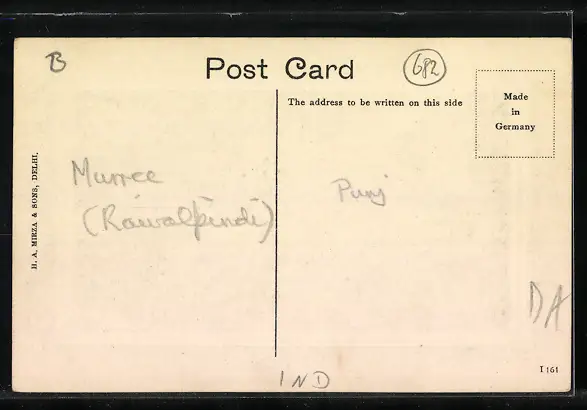 B
Post Card
682
The address to be written on this side
Made
in
Germany
H. A. MIRZA & SONS, DELHI.
Murree
(Rawalpindi)
Punj
DA
IND
I 161